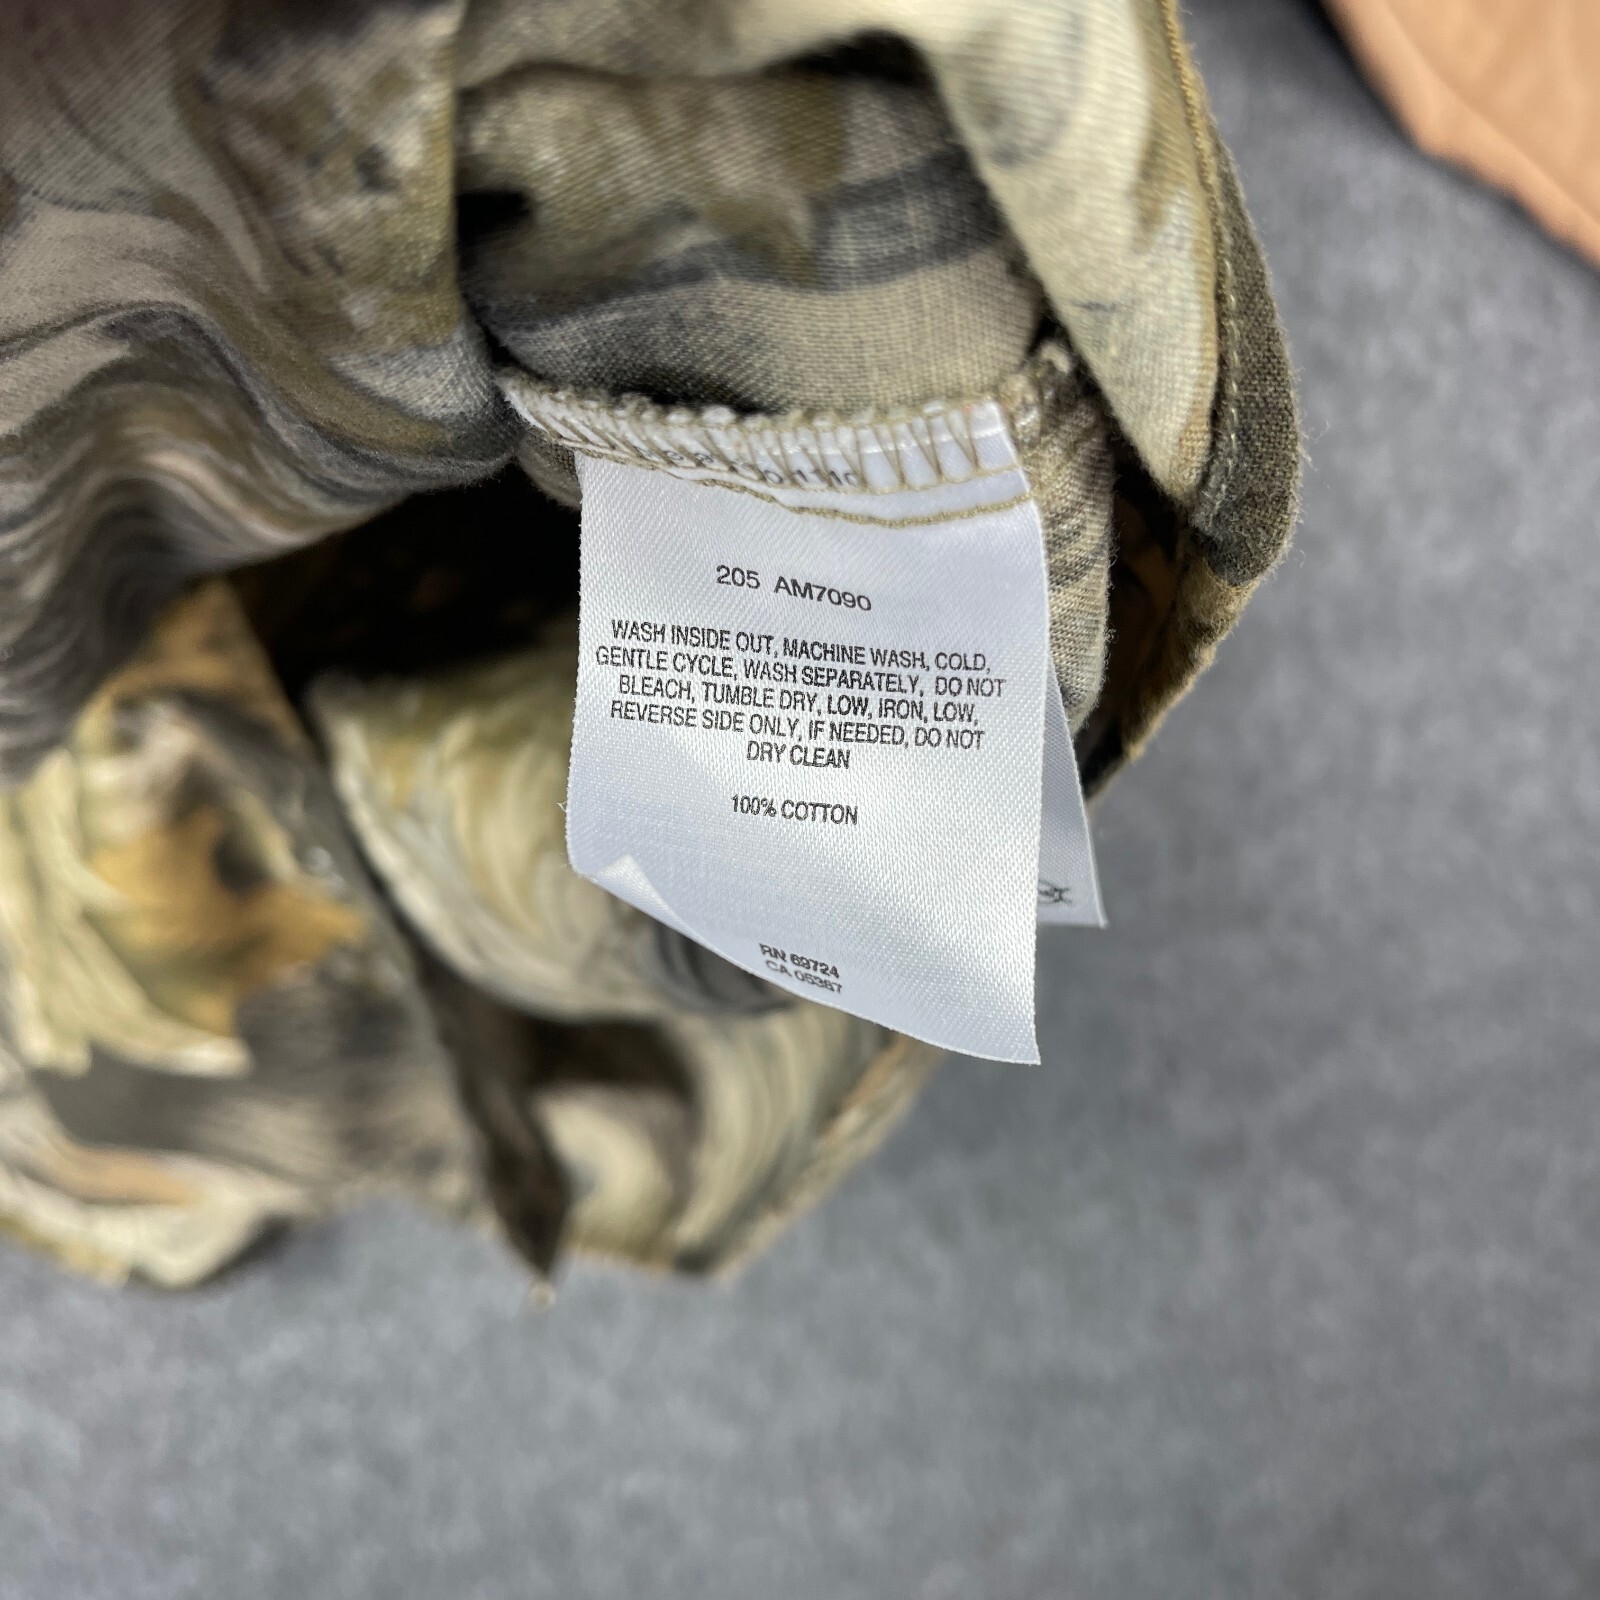 205 AM7090
WASH INSIDE OUT, MACHINE WASH, COLD,
GENTLE CYCLE, WASH SEPARATELY, DO NOT
BLEACH, TUMBLE DRY, LOW, IRON, LOW,
REVERSE SIDE ONLY, IF NEEDED, DO NOT
DRY CLEAN
100% COTTON
RN 69724
CA 05367